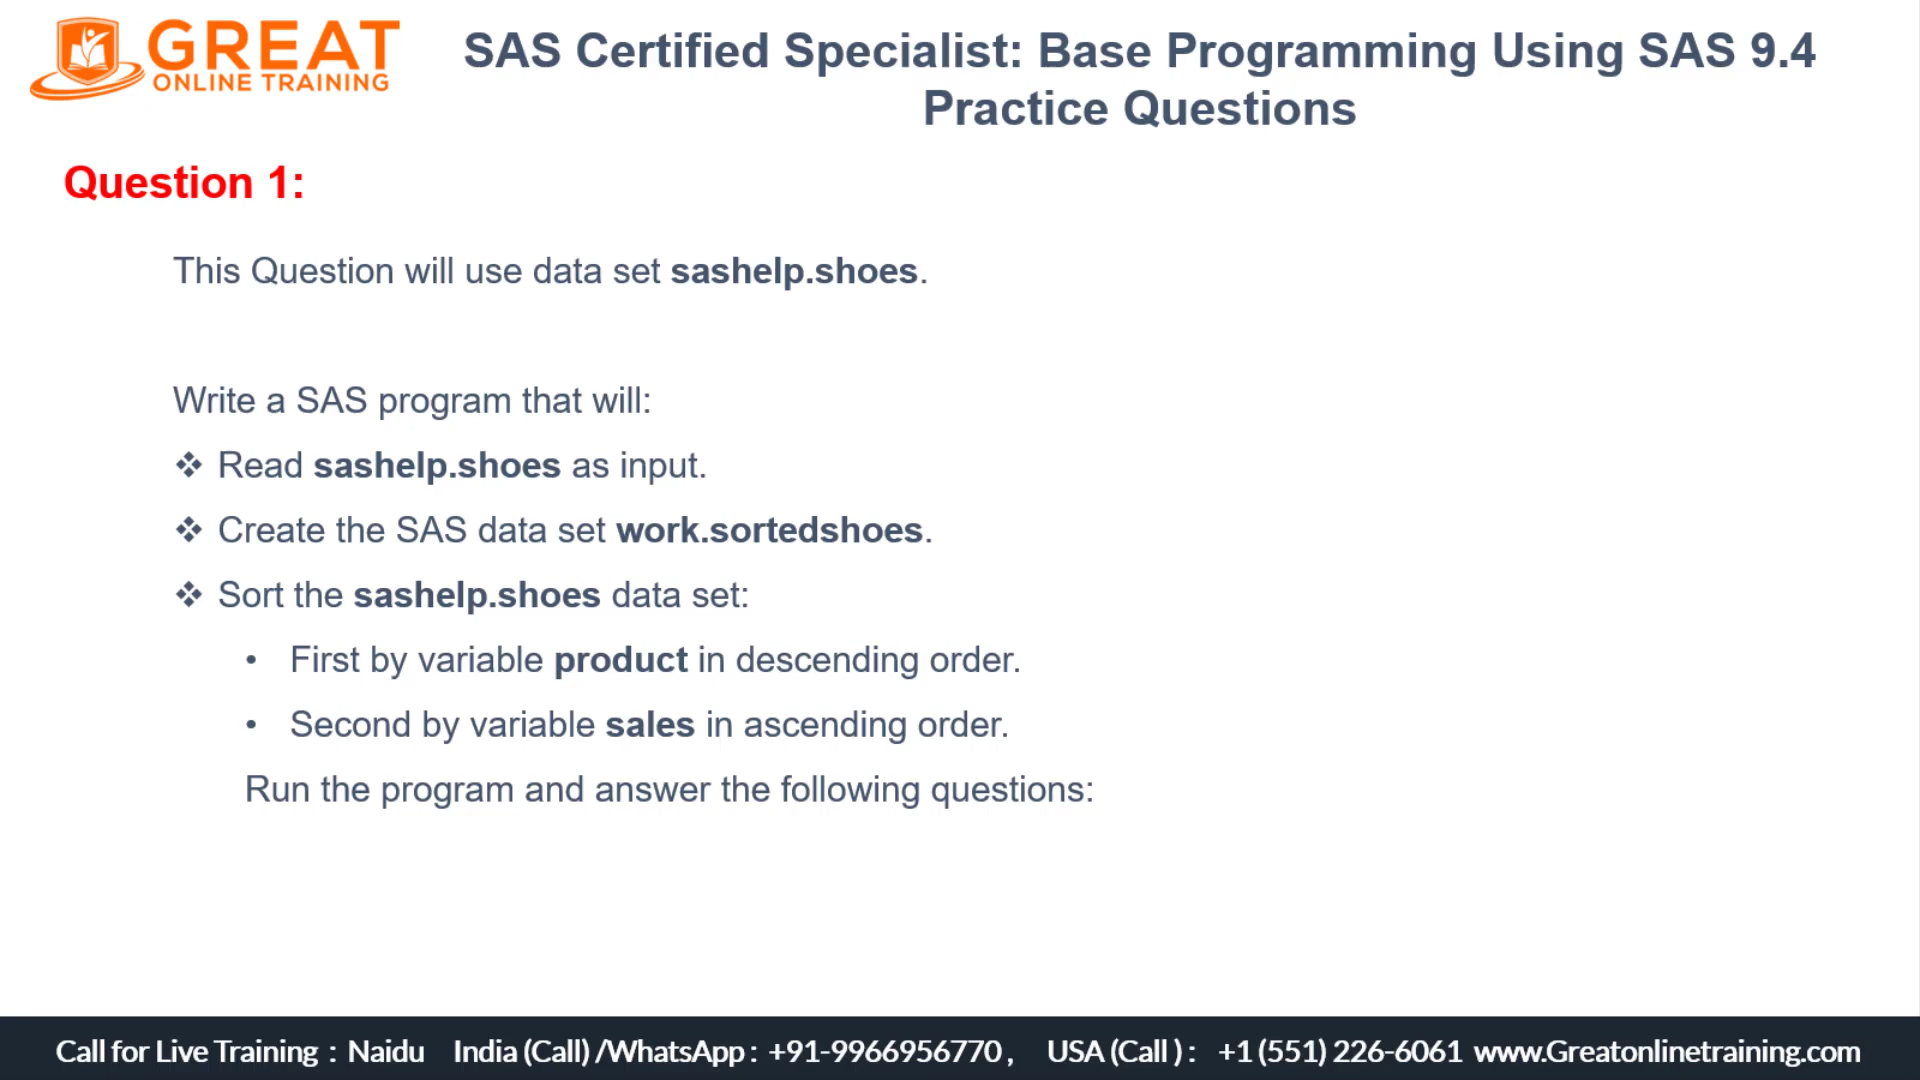 GREAT
ONLINE TRAINING
SAS Certified Specialist: Base Programming Using SAS 9.4
Practice Questions
Question 1:
This Question will use data set sashelp.shoes.
Write a SAS program that will:
❖ Read sashelp.shoes as input.
❖ Create the SAS data set work.sortedshoes.
❖ Sort the sashelp.shoes data set:
• First by variable product in descending order.
• Second by variable sales in ascending order.
Run the program and answer the following questions:
Call for Live Training : Naidu India (Call) /WhatsApp : +91-9966956770 , USA (Call ) : +1 (551) 226-6061 www.Greatonlinetraining.com